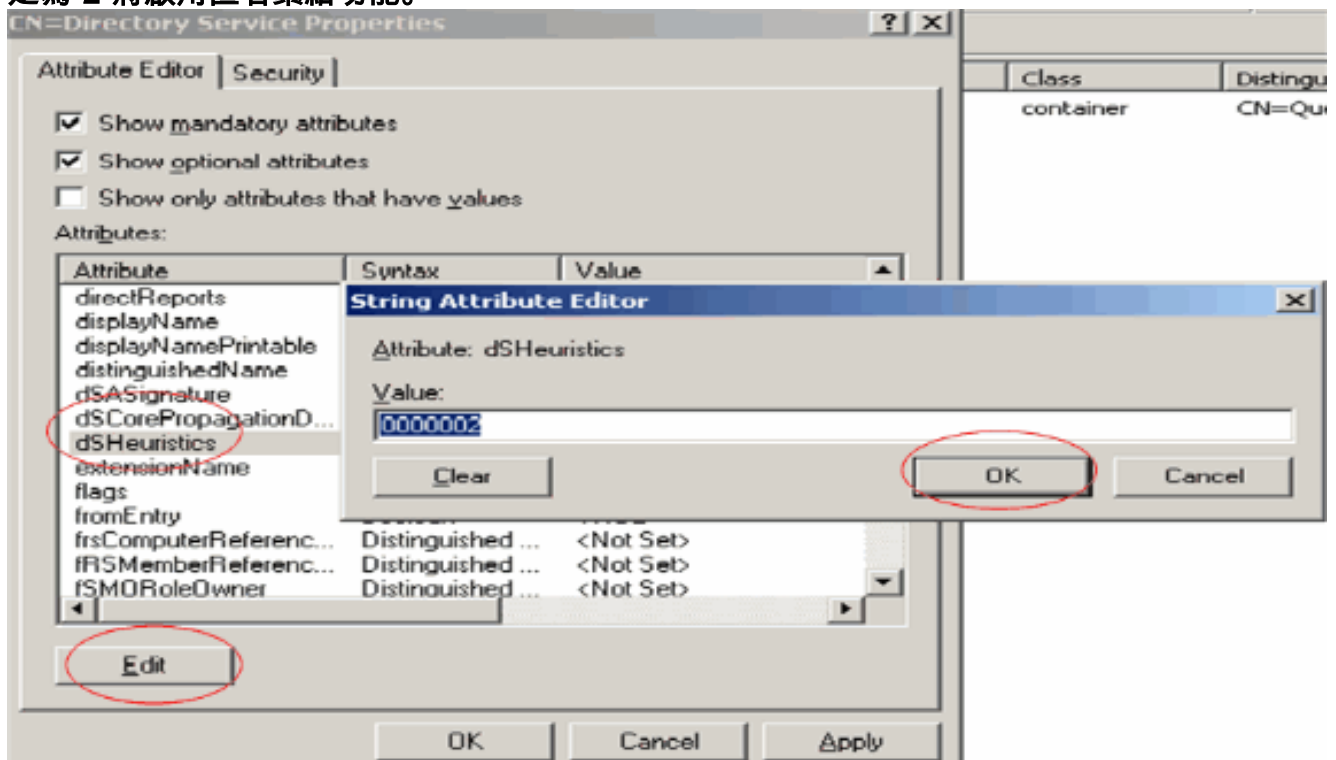 CN=Directory Service Properties
Attribute Editor
Security
Class
Distingu
container
CN=Que
Show mandatory attributes
Show optional attributes
Show only attributes that have values
Attributes:
Attribute
Syntax
Value
directReports
displayName
displayNamePrintable
distinguishedName
dSASignature
dSCorePropagationD...
dSHeuristics
extensionName
flags
fromEntry
frsComputerReferenc...
Distinguished ...
<Not Set>
fRSMemberReferenc...
Distinguished ...
<Not Set>
fSMORoleOwner
Distinguished ...
<Not Set>
String Attribute Editor
Attribute: dSHeuristics
Value:
0000002
Clear
OK
Cancel
Edit
OK
Cancel
Apply